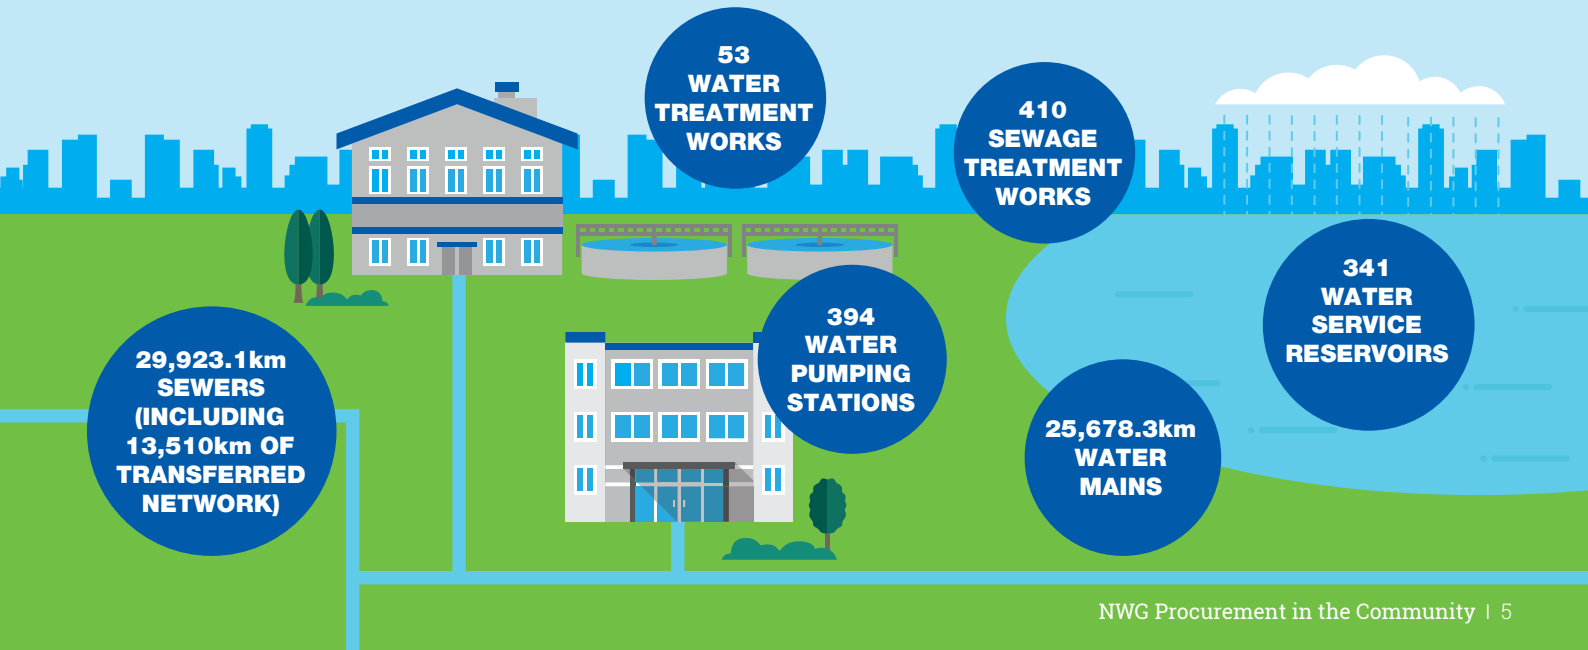 53
WATER
TREATMENT
WORKS
410
SEWAGE
TREATMENT
WORKS
341
WATER
SERVICE
RESERVOIRS
394
WATER
PUMPING
STATIONS
29,923.1km
SEWERS
(INCLUDING
13,510km OF
TRANSFERRED
NETWORK)
25,678.3km
WATER
MAINS
NWG Procurement in the Community | 5